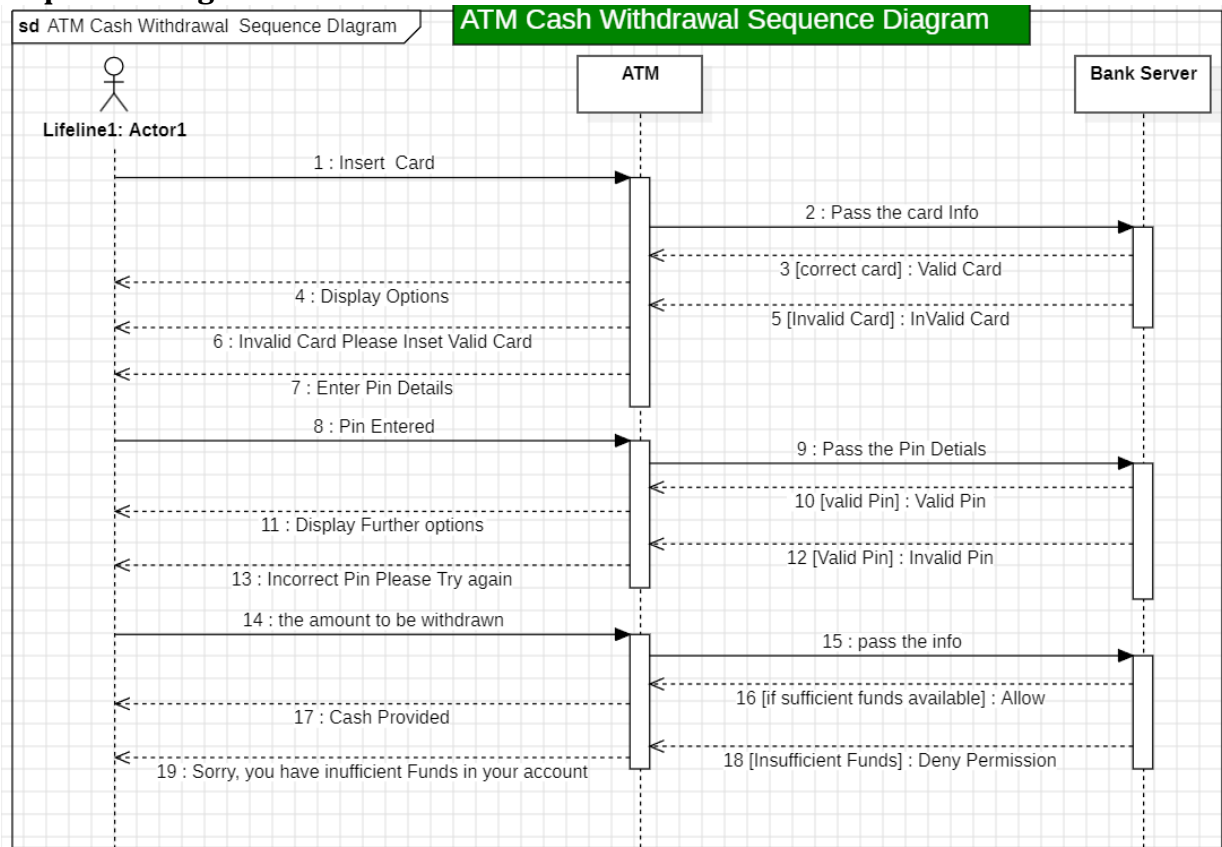 sd ATM Cash Withdrawal Sequence DIagram
ATM Cash Withdrawal Sequence Diagram
ATM
Bank Server
Lifeline1: Actor1
1 : Insert Card
2 : Pass the card Info
3 [correct card] : Valid Card
4 : Display Options
5 [Invalid Card] : InValid Card
6 : Invalid Card Please Inset Valid Card
7 : Enter Pin Details
8 : Pin Entered
9 : Pass the Pin Detials
10 [valid Pin] : Valid Pin
11 : Display Further options
12 [Valid Pin] : Invalid Pin
13 : Incorrect Pin Please Try again
14 : the amount to be withdrawn
15 : pass the info
16 [if sufficient funds available] : Allow
17 : Cash Provided
18 [Insufficient Funds] : Deny Permission
19 : Sorry, you have inufficient Funds in your account